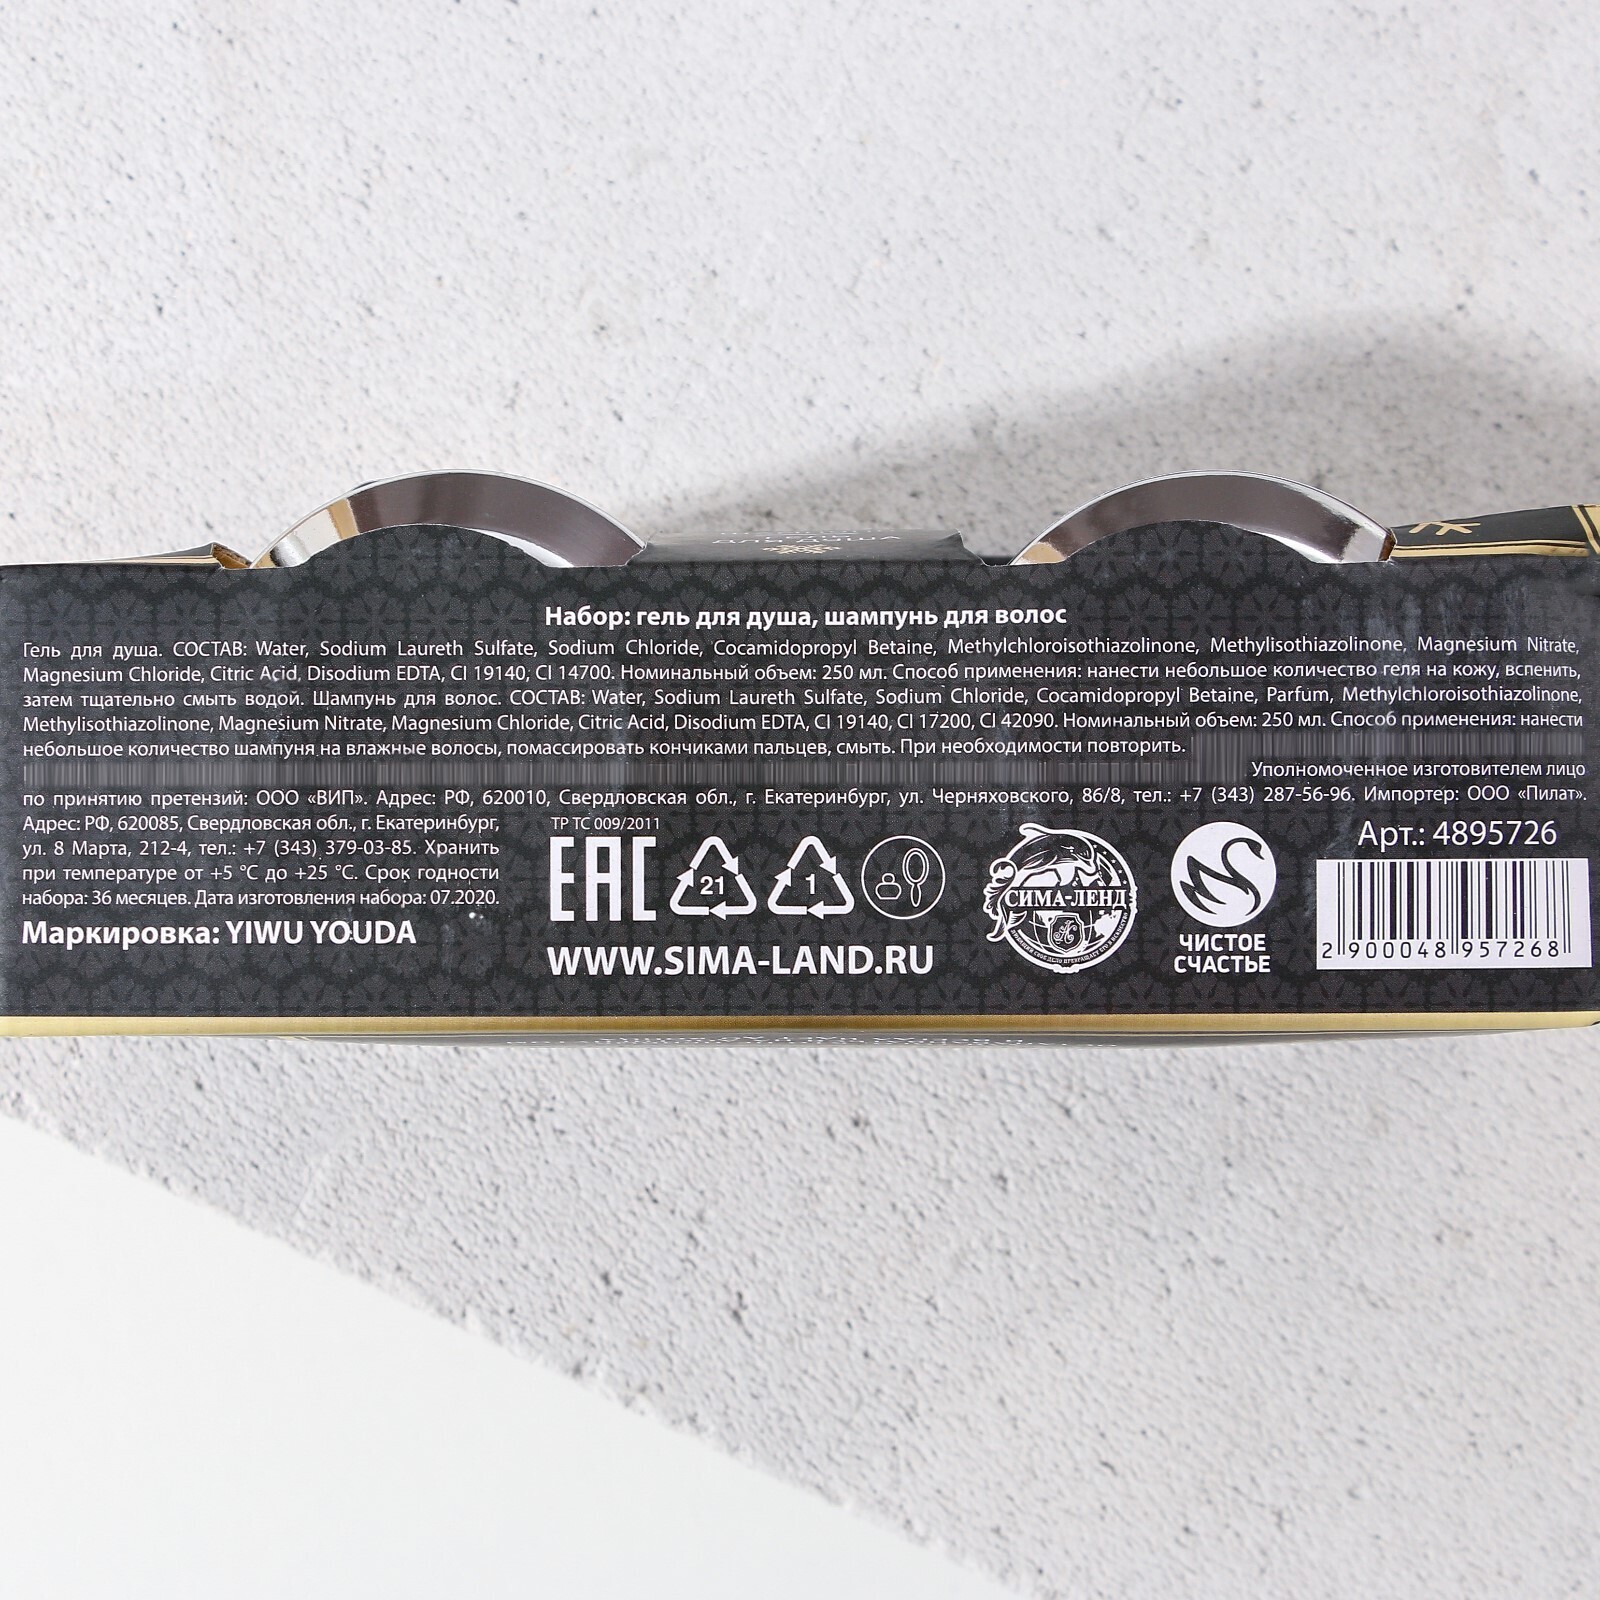 ДЛЯ ДУША
Набор: гель для душа, шампунь для волос
Гель для душа. СОСТАВ: Water, Sodium Laureth Sulfate, Sodium Chloride, Cocamidopropyl Betaine, Methylchloroisothiazolinone, Methylisothiazolinone, Magnesium Nitrate,
Magnesium Chloride, Citric Acid, Disodium EDTA, CI 19140, CI 14700. Номинальный объем: 250 мл. Способ применения: нанести небольшое количество геля на кожу, вспенить,
затем тщательно смыть водой. Шампунь для волос. СОСТАВ: Water, Sodium Laureth Sulfate, Sodium Chloride, Cocamidopropyl Betaine, Parfum, Methylchloroisothiazolinone,
Methylisothiazolinone, Magnesium Nitrate, Magnesium Chloride, Citric Acid, Disodium EDTA, CI 19140, CI 17200, CI 42090. Номинальный объем: 250 мл. Способ применения: нанести
небольшое количество шампуня на влажные волосы, помассировать кончиками пальцев, смыть. При необходимости повторить.
Уполномоченное изготовителем лицо
по принятию претензий: ООО «ВИП». Адрес: РФ, 620010, Свердловская обл., г. Екатеринбург, ул. Черняховского, 86/8, тел.: +7 (343) 287-56-96. Импортер: ООО «Пилат».
Адрес: РФ, 620085, Свердловская обл., г. Екатеринбург,
ул. 8 Марта, 212-4, тел.: +7 (343) 379-03-85. Хранить
при температуре от +5 °C до +25 °C. Срок годности
набора: 36 месяцев. Дата изготовления набора: 07.2020.
Маркировка: YIWU YOUDA
ТР ТС 009/2011
EAC
21
1
WWW.SIMA-LAND.RU
СИМА-ЛЕНД
ЧИСТОЕ
СЧАСТЬЕ
Арт.: 4895726
2 900048 957268